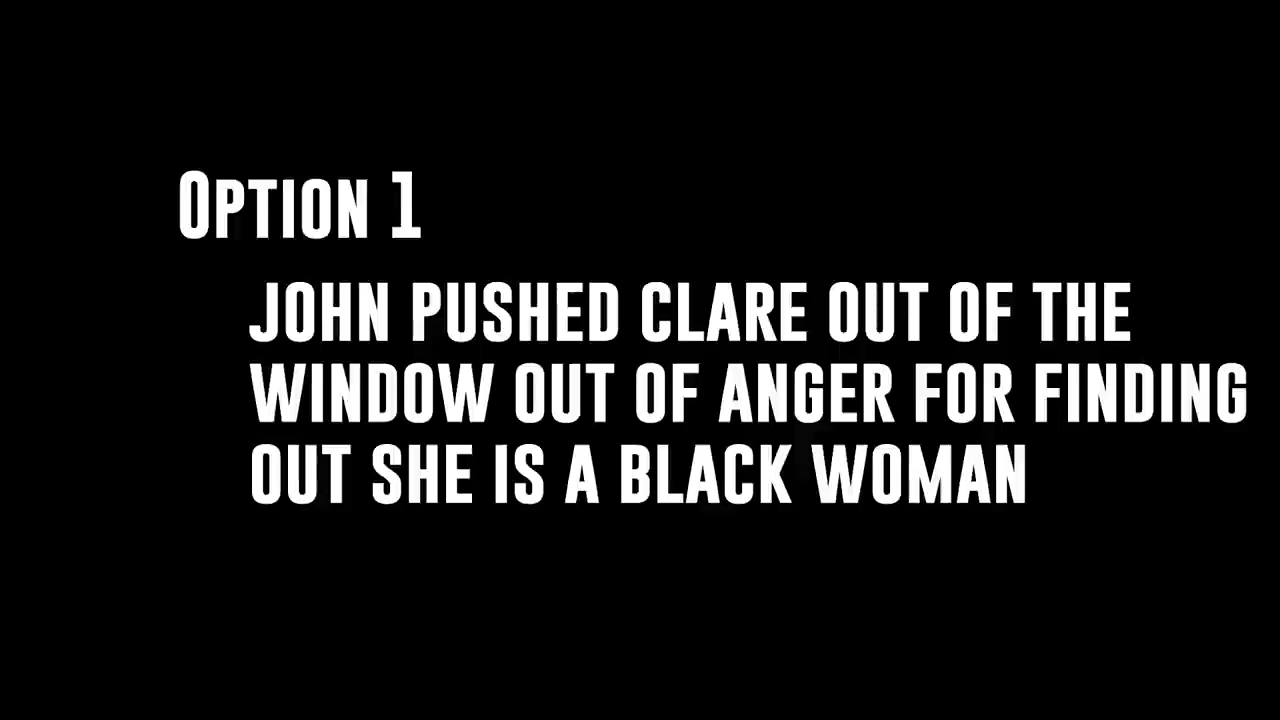 Option 1
JOHN PUSHED CLARE OUT OF THE
WINDOW OUT OF ANGER FOR FINDING
OUT SHE IS A BLACK WOMAN